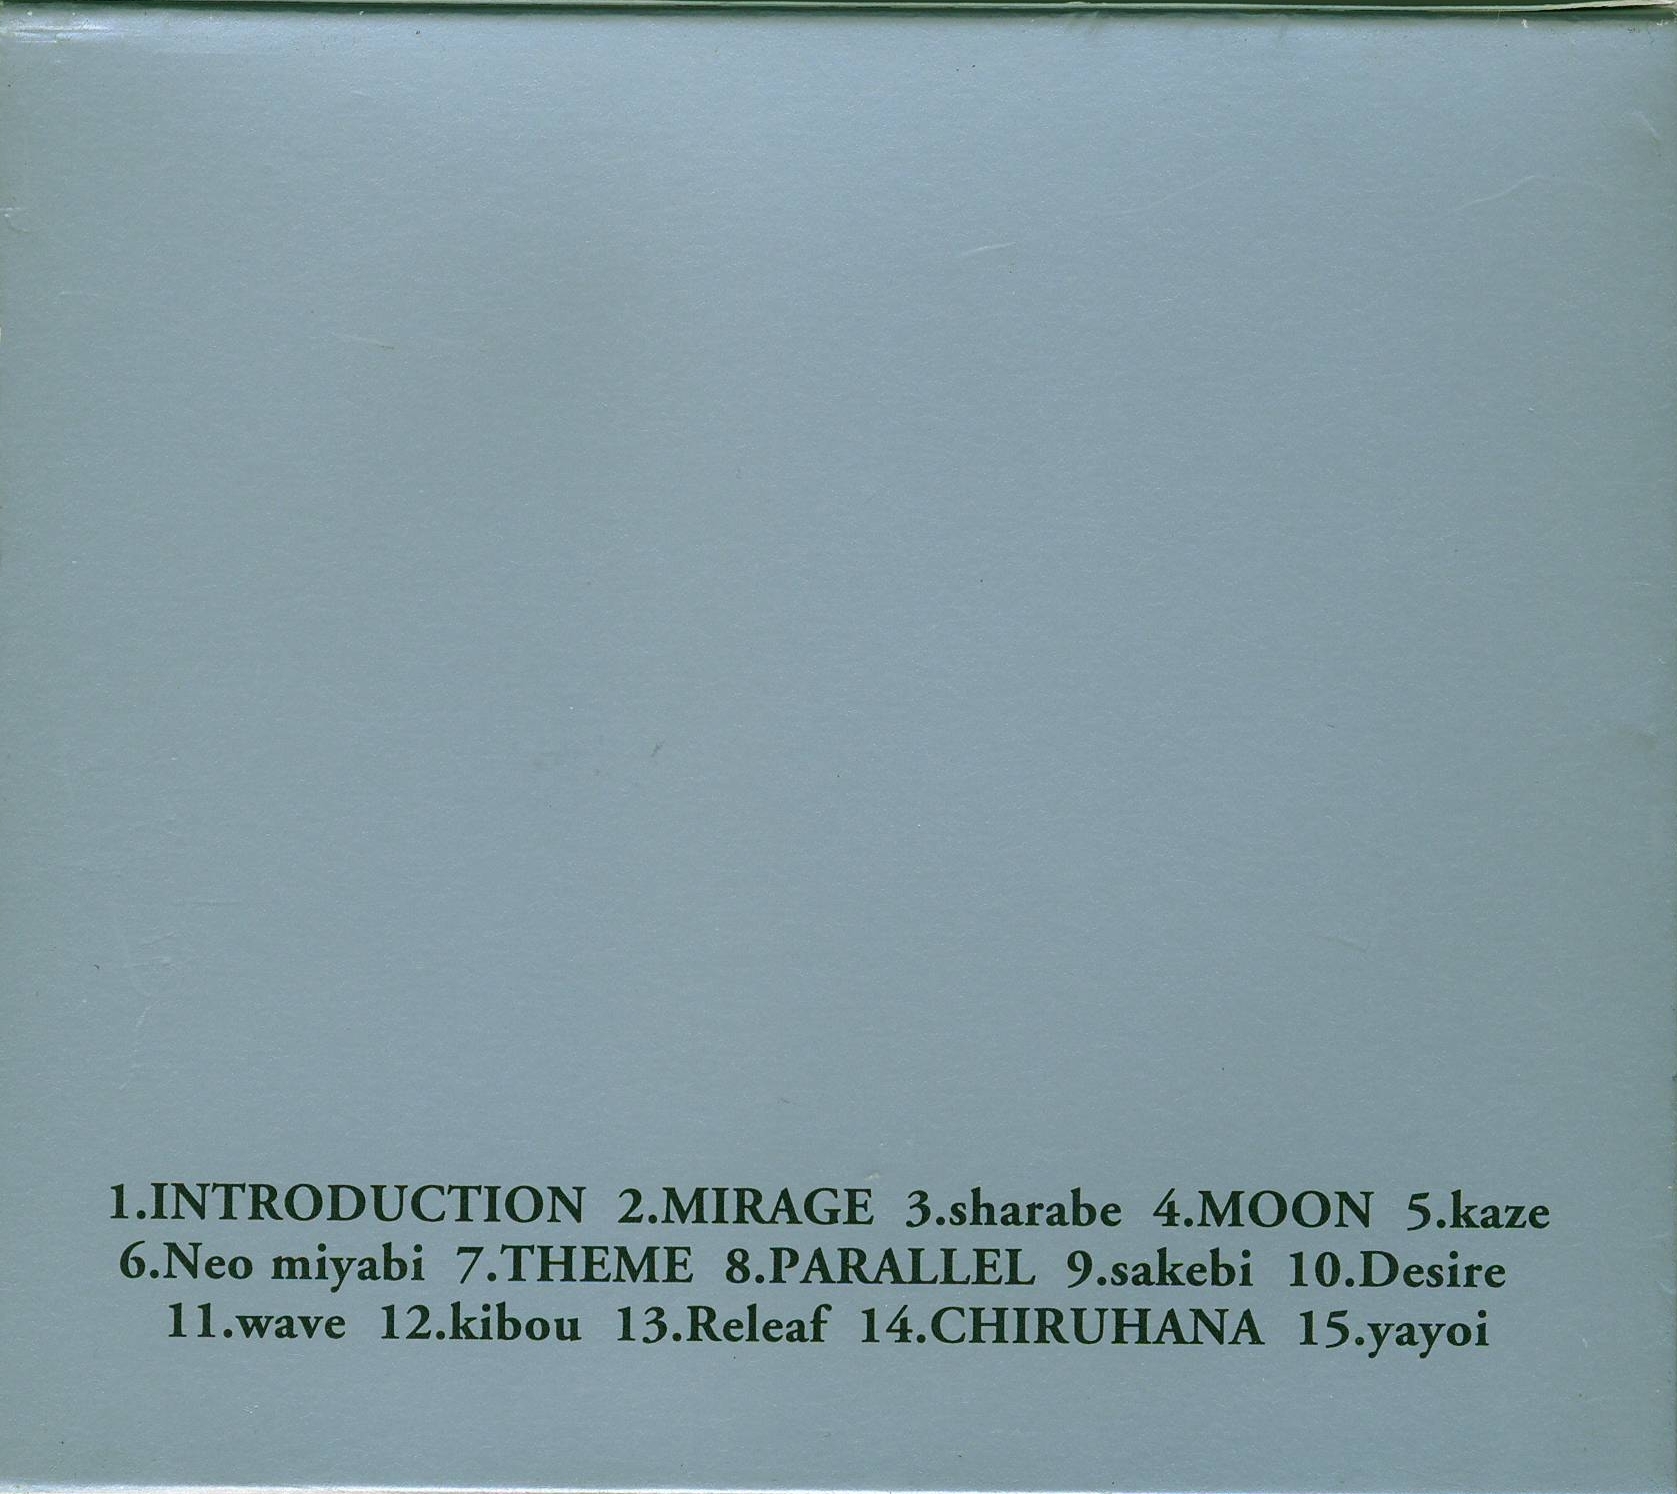 1.INTRODUCTION 2.MIRAGE 3.sharabe 4.MOON 5.kaze
6.Neo miyabi 7.THEME 8.PARALLEL 9.sakebi 10.Desire
11.wave 12.kibou 13.Releaf 14.CHIRUHANA 15.yayoi